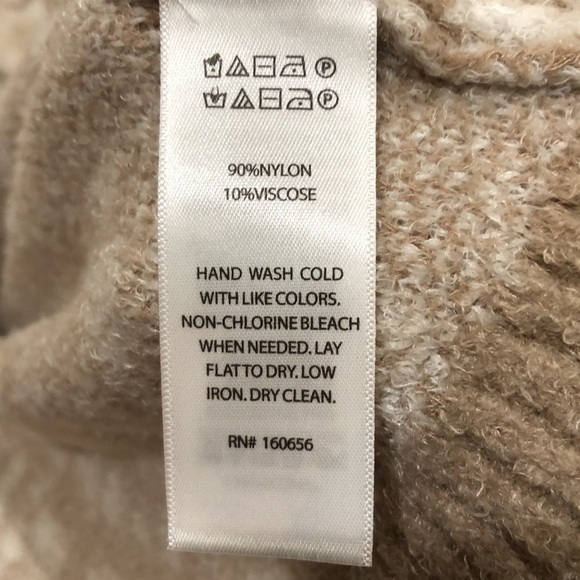 P
P
90%NYLON
10%VISCOSE
HAND WASH COLD
WITH LIKE COLORS.
NON-CHLORINE BLEACH
WHEN NEEDED. LAY
FLAT TO DRY. LOW
IRON. DRY CLEAN.
RN# 160656